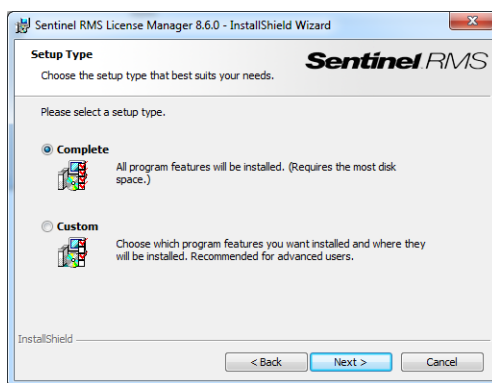 Sentinel RMS License Manager 8.6.0 - InstallShield Wizard
Setup Type
Choose the setup type that best suits your needs.
Sentinel RMS
Please select a setup type.
Complete
All program features will be installed. (Requires the most disk
space.)
Custom
Choose which program features you want installed and where they
will be installed. Recommended for advanced users.
InstallShield
< Back
Next >
Cancel